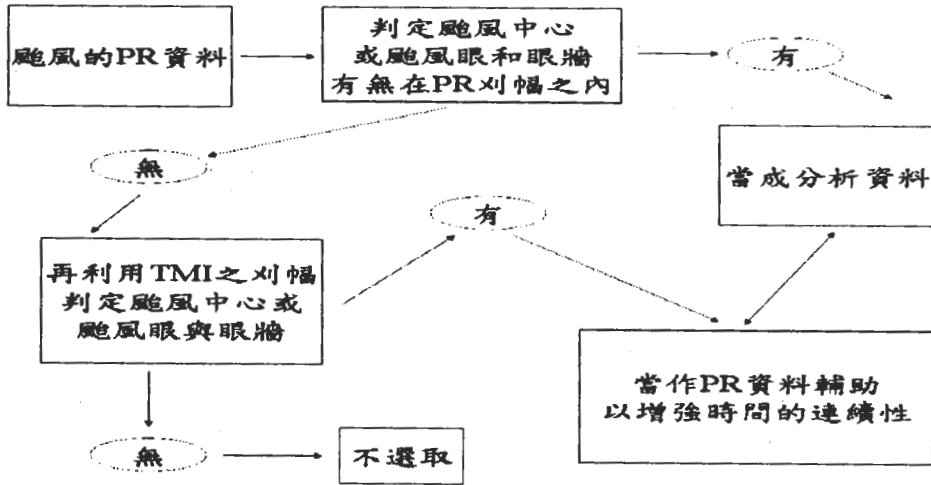 颱風的PR資料
判定颱風中心
或颱風眼和眼牆
有無在PR刈幅之內
有
無
當成分析資料
有
再利用TMI之刈幅
判定颱風中心或
颱風眼與眼牆
當作PR資料輔助
以增強時間的連續性
無
不選取